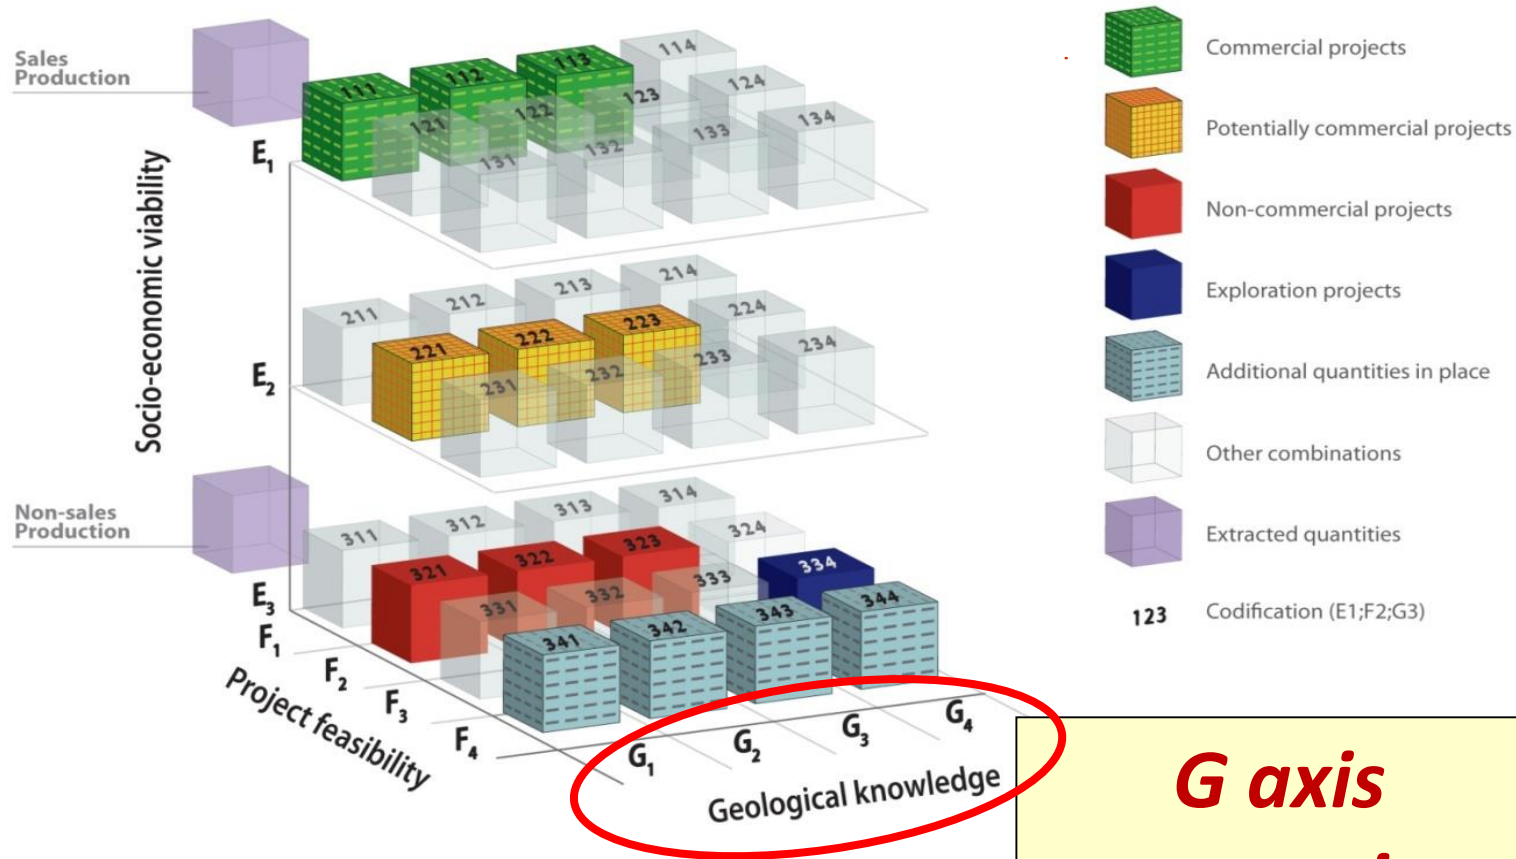 Sales
Production
E1
Socio-economic viability
111
112
113
114
121
122
123
124
131
132
133
134
E2
211
212
213
214
221
222
223
224
231
232
233
234
Non-sales
Production
E3
311
312
313
314
321
322
323
324
331
332
333
334
341
342
343
344
F1
F2
F3
F4
Project feasibility
G1
G2
G3
G4
Geological knowledge
Commercial projects
Potentially commercial projects
Non-commercial projects
Exploration projects
Additional quantities in place
Other combinations
Extracted quantities
123 Codification (E1;F2;G3)
G axis